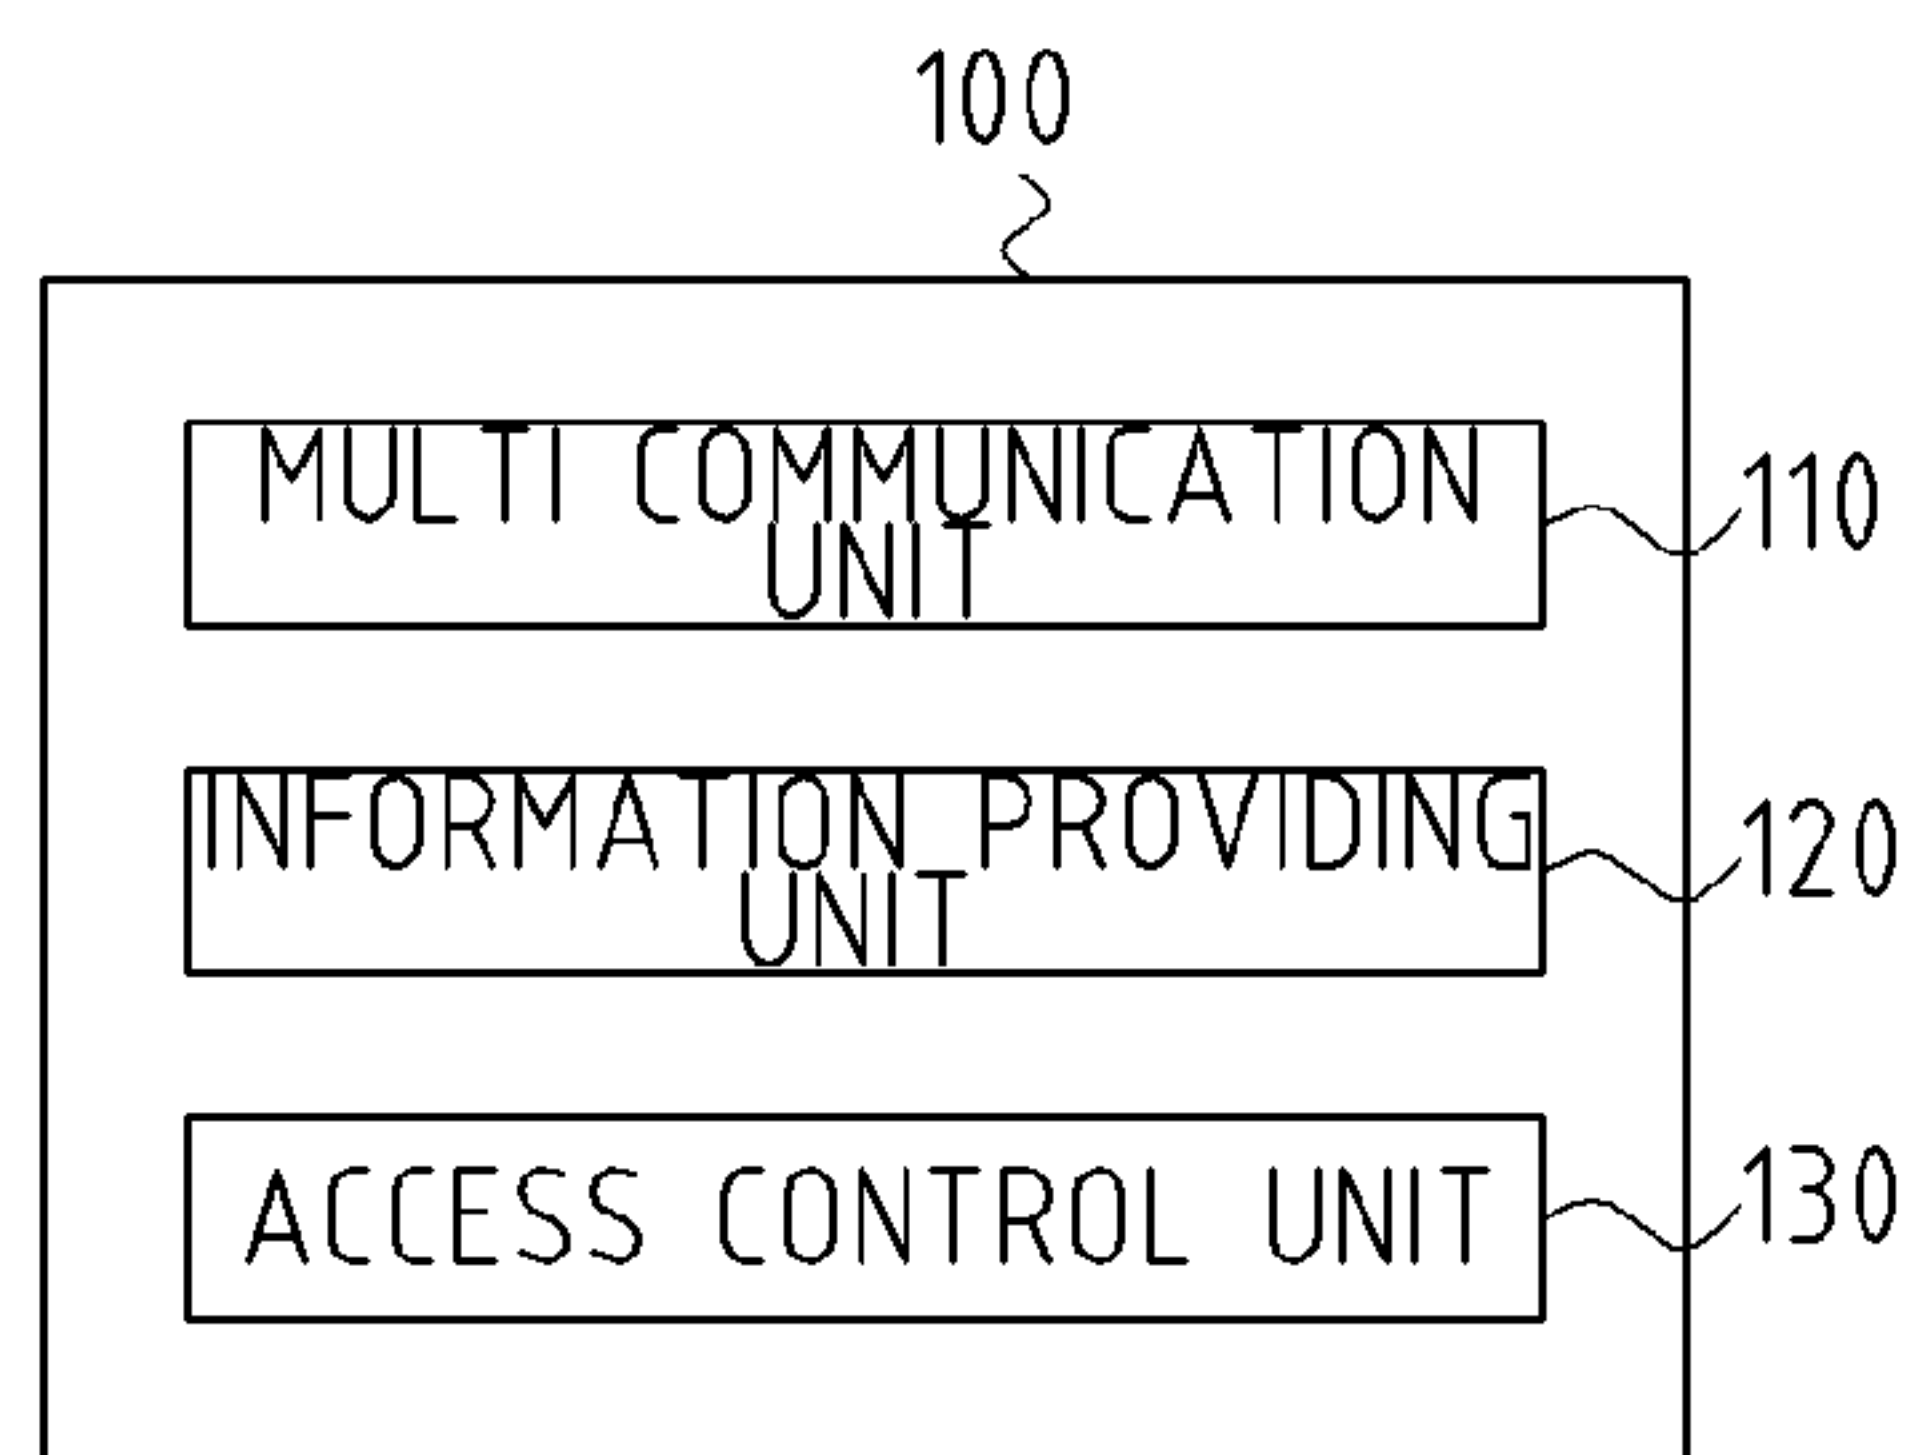 100
MULTI COMMUNICATION
UNIT
110
INFORMATION PROVIDING
UNIT
120
ACCESS CONTROL UNIT
130